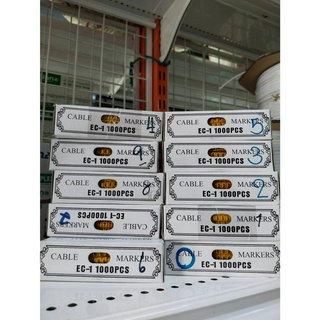 CABLE MARKERS
EC-1 1000PCS
4
CABLE MARKERS
EC-1 1000PCS
9
CABLE MARKERS
EC-1 1000PCS
8
CABLE MARKERS
EC-1 1000PCS
7
CABLE MARKERS
EC-1 1000PCS
6
CABLE MARKERS
EC-1 1000PCS
5
CABLE MARKERS
EC-1 1000PCS
3
CABLE MARKERS
EC-1 1000PCS
2
CABLE MARKERS
EC-1 1000PCS
1
CABLE MARKERS
EC-1 1000PCS
0